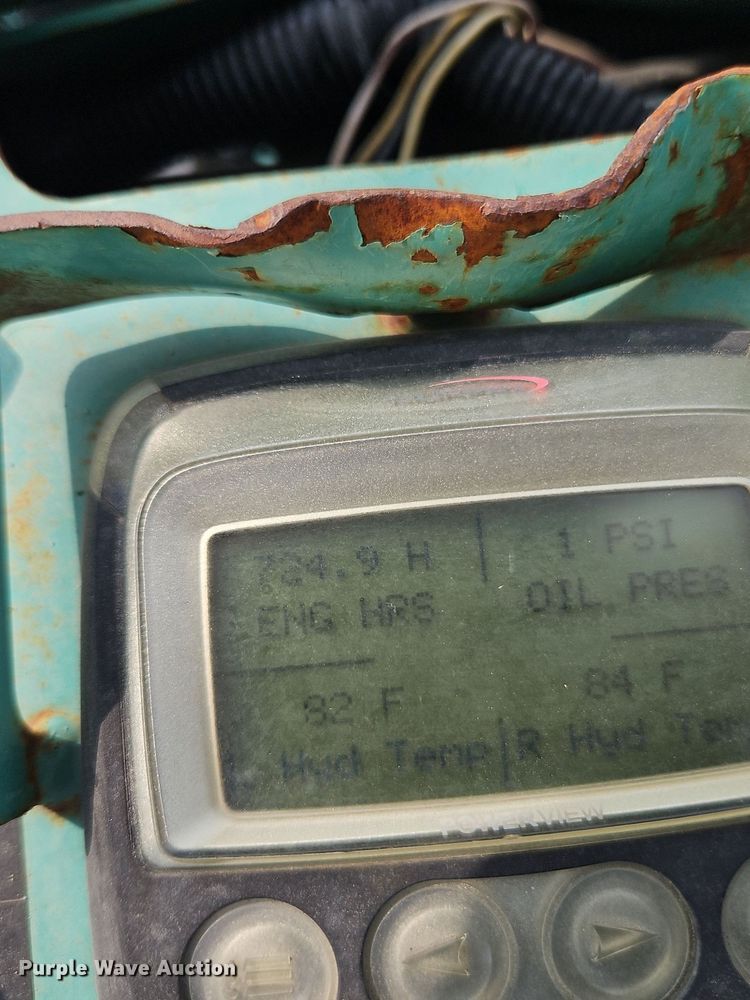 724.9 H | 1 PSI
ENG HRS OIL PRES
82 F 84 F
Hyd Temp | R Hyd
POWERVIEW
Purple Wave Auction